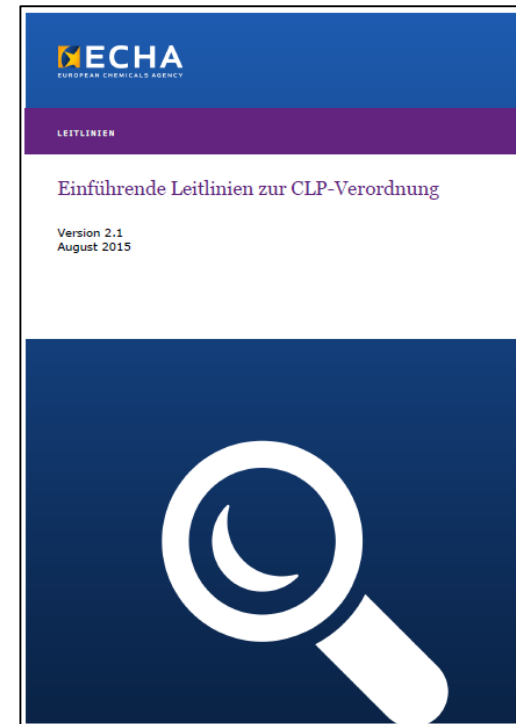 ECHA
EUROPEAN CHEMICALS AGENCY
LEITLINIEN
Einführende Leitlinien zur CLP-Verordnung
Version 2.1
August 2015